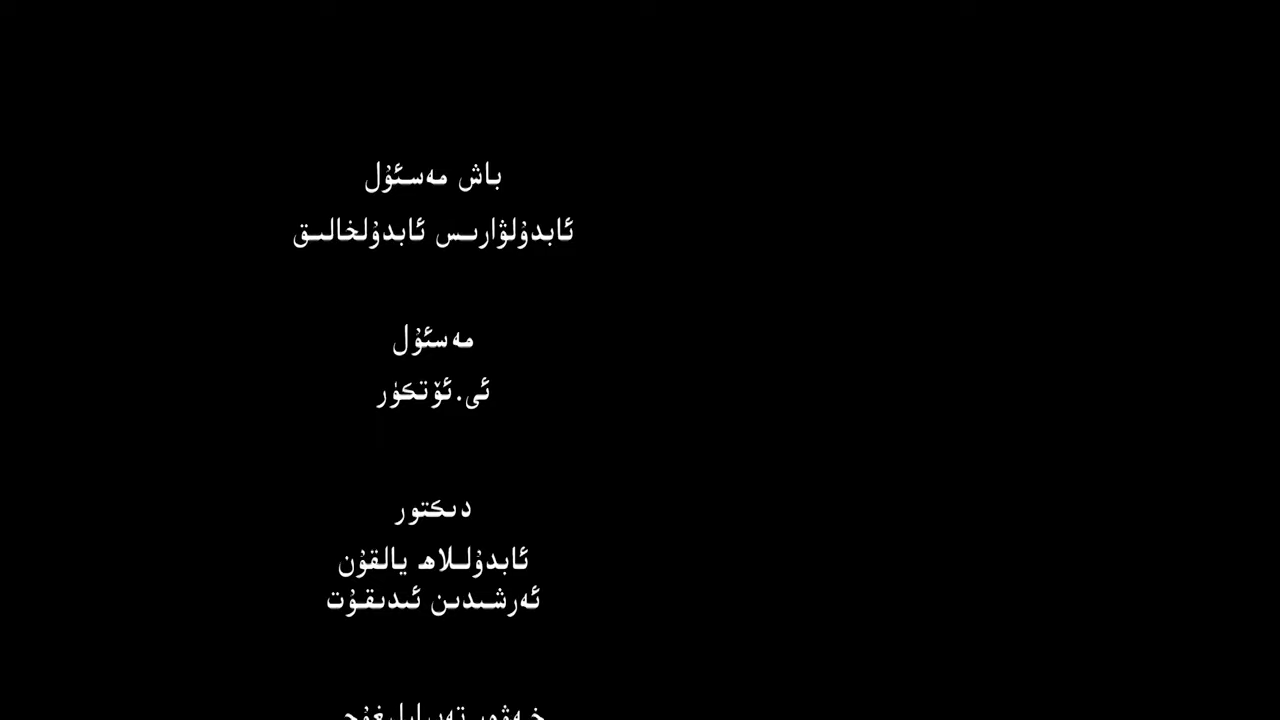 باش مەسئۇل
ئابدۇلۋارىس ئابدۇلخالىق
مەسئۇل
ئى.ئۆتكۈر
دىكتور
ئابدۇللاھ يالقۇن
ئەرشىدىن ئىدىقۇت